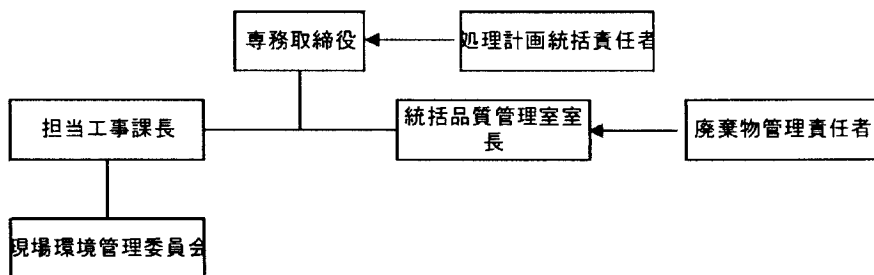 専務取締役
処理計画統括責任者
担当工事課長
統括品質管理室室
長
廃棄物管理責任者
現場環境管理委員会